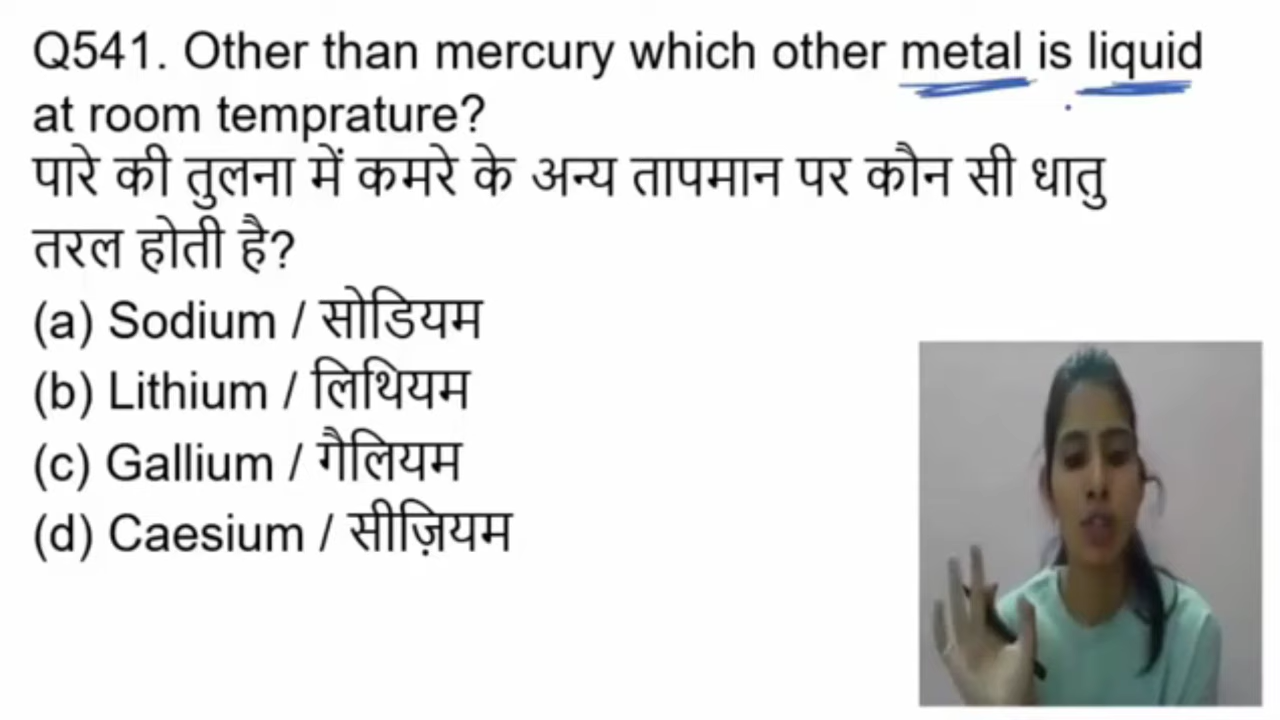 Q541. Other than mercury which other metal is liquid
at room temprature?
पारे की तुलना में कमरे के अन्य तापमान पर कौन सी धातु
तरल होती है?
(a) Sodium / सोडियम
(b) Lithium / लिथियम
(c) Gallium / गैलियम
(d) Caesium / सीज़ियम